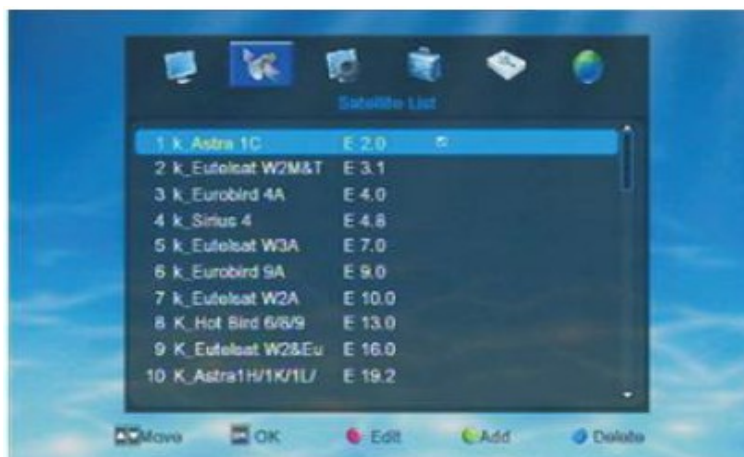 Satellite List
1 k_Astra 1C E 2.0
2 k_Eutelsat W2M&T E 3.1
3 k_Eurobird 4A E 4.0
4 k_Sirius 4 E 4.8
5 k_Eutelsat W3A E 7.0
6 k_Eurobird 9A E 9.0
7 k_Eutelsat W2A E 10.0
8 K_Hot Bird 6/8/9 E 13.0
9 K_Eutelsat W2&Eu E 16.0
10 K_Astra1H/1K/1L/ E 19.2
Move OK Edit Add Delete